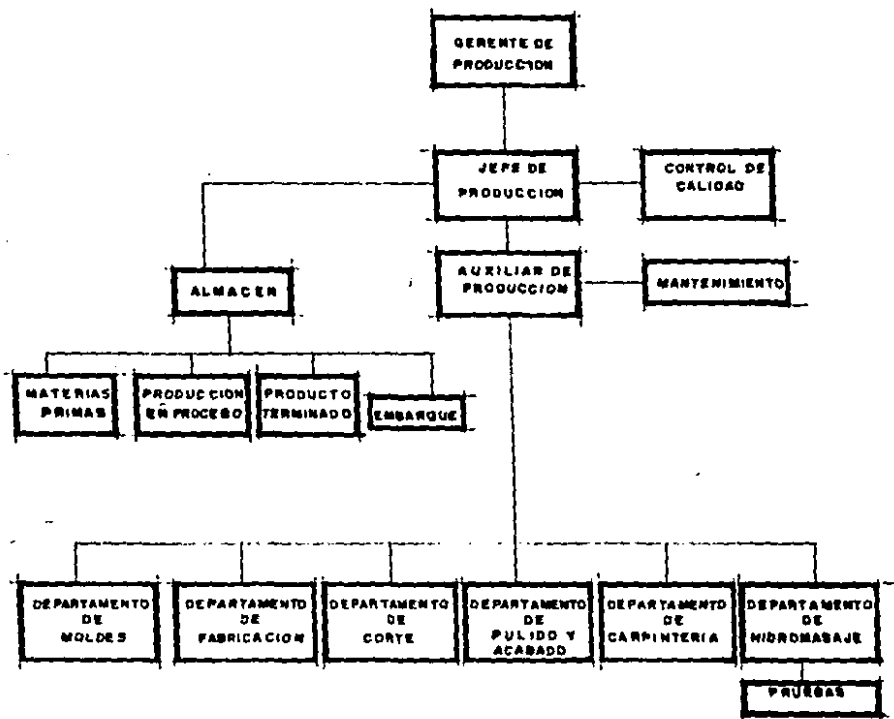 GERENTE DE
PRODUCCION
JEFE DE
PRODUCCION
CONTROL DE
CALIDAD
ALMACEN
AUXILIAR DE
PRODUCCION
MANTENIMIENTO
MATERIAS
PRIMAS
PRODUCCION
EN PROCESO
PRODUCTO
TERMINADO
EMBARQUE
DEPARTAMENTO
DE
MOLDES
DEPARTAMENTO
DE
FABRICACION
DEPARTAMENTO
DE
CORTE
DEPARTAMENTO
DE
PULIDO Y
ACABADO
DEPARTAMENTO
DE
CARPINTERIA
DEPARTAMENTO
DE
HIDROMASAJE
PRUEBAS